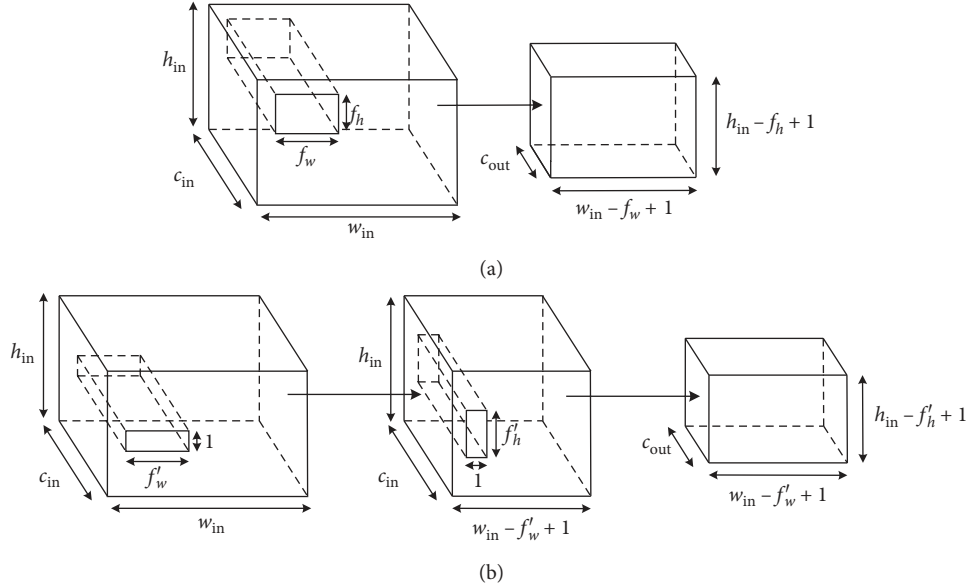 h_in
f_h
f_w
c_in
w_in
h_in − f_h + 1
c_out
w_in − f_w + 1
(a)
h_in
1
f′_w
c_in
w_in
h_in
f′_h
1
c_in
w_in − f′_w + 1
h_in − f′_h + 1
c_out
w_in − f′_w + 1
(b)